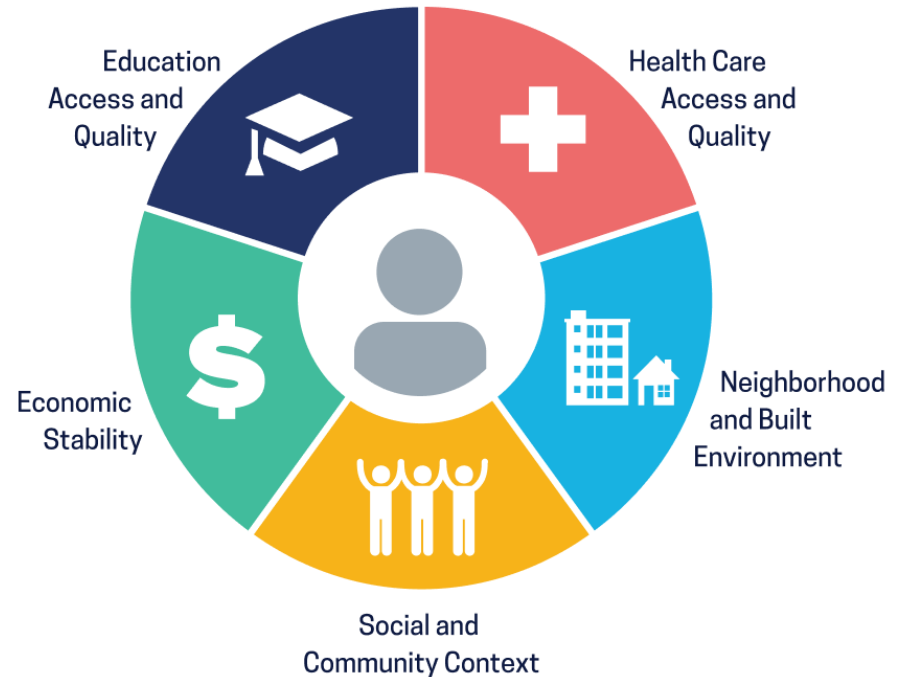 Education
Access and
Quality
Health Care
Access and
Quality
Economic
Stability
Neighborhood
and Built
Environment
Social and
Community Context